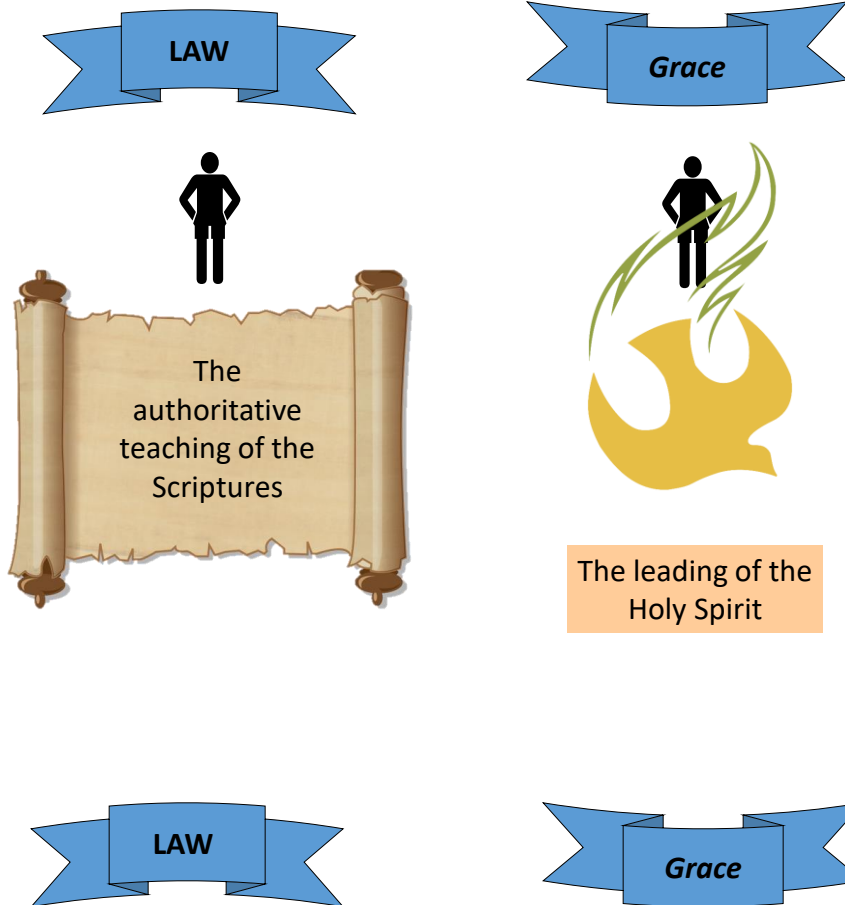 LAW
Grace
The
authoritative
teaching of the
Scriptures
The leading of the
Holy Spirit
LAW
Grace